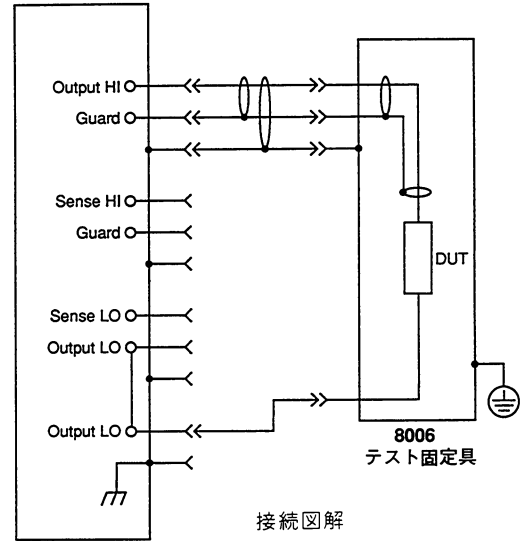 Output HI
Guard
Sense HI
Guard
DUT
Sense LO
Output LO
Output LO
8006
テスト固定具
接続図解